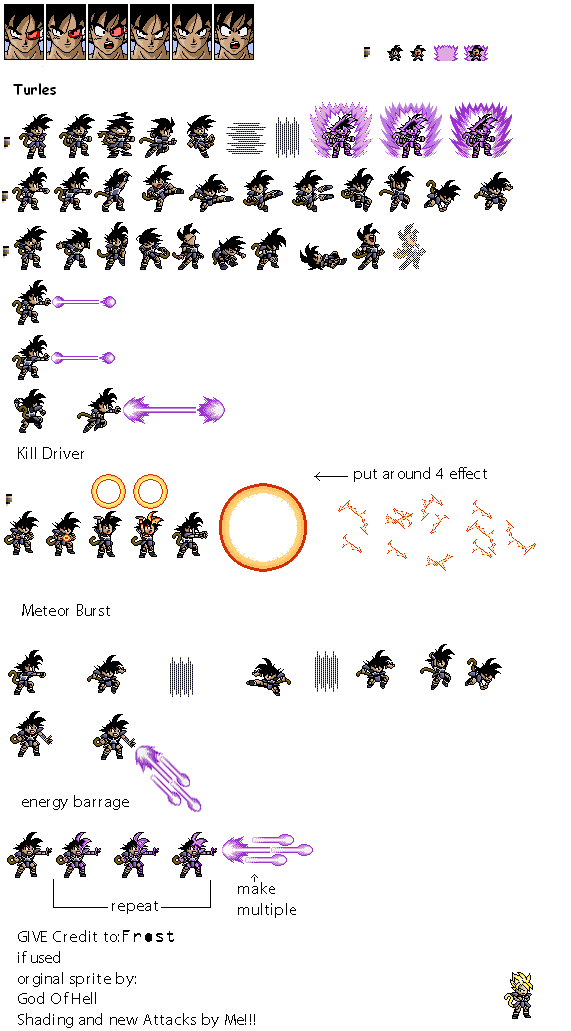 Turles
Kill Driver
put around 4 effect
Meteor Burst
energy barrage
repeat
make
multiple
GIVE Credit to:Frost
if used
orginal sprite by:
God Of Hell
Shading and new Attacks by Me!!!